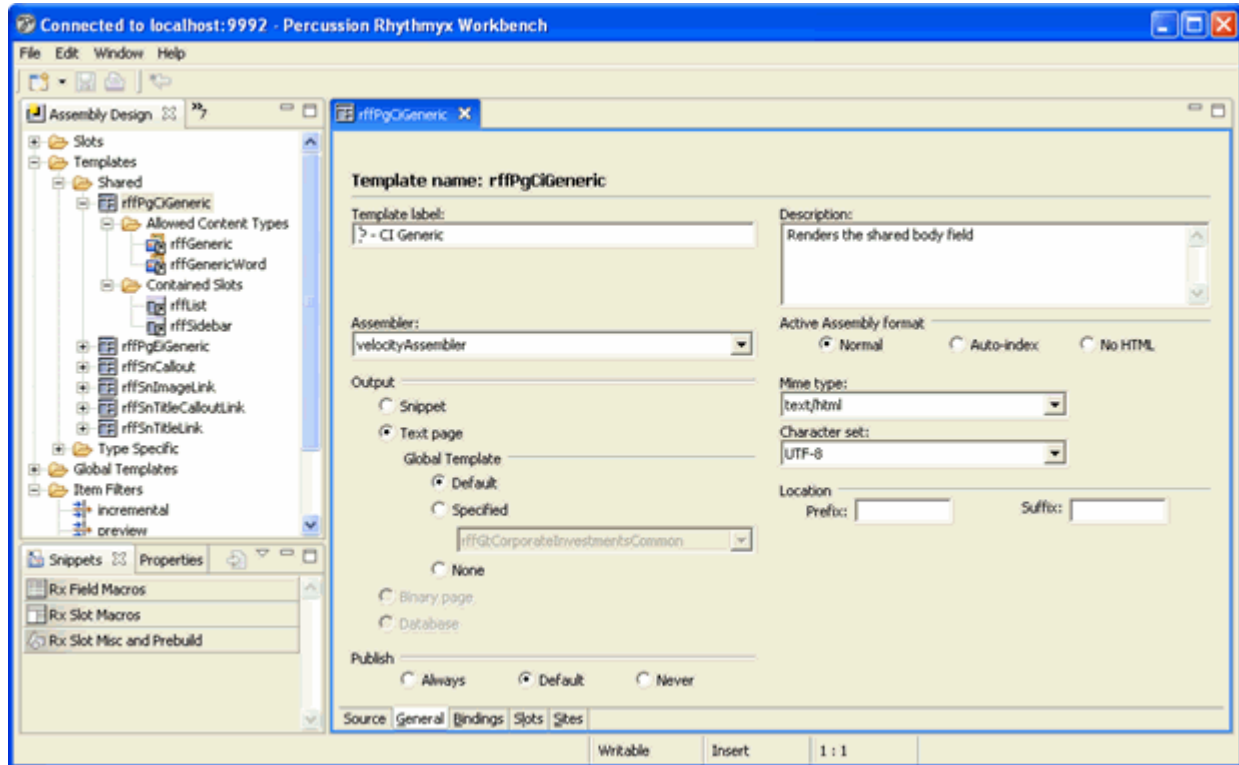 Connected to localhost:9992 - Percussion Rhythmyx Workbench
File Edit Window Help
Assembly Design
»7
Slots
Templates
Shared
rffPgCiGeneric
Allowed Content Types
rffGeneric
rffGenericWord
Contained Slots
rffList
rffSidebar
rffPgEiGeneric
rffSnCallout
rffSnImageLink
rffSnTitleCalloutLink
rffSnTitleLink
Type Specific
Global Templates
Item Filters
incremental
preview
Snippets Properties
Rx Field Macros
Rx Slot Macros
Rx Slot Misc and Prebuild
rffPgCiGeneric
Template name: rffPgCiGeneric
Template label:
- CI Generic
Description:
Renders the shared body field
Assembler:
velocityAssembler
Active Assembly format
Normal Auto-index No HTML
Output
Snippet
Text page
Global Template
Default
Specified
rffGtCorporateInvestmentsCommon
None
Binary page
Database
Mime type:
text/html
Character set:
UTF-8
Location
Prefix: Suffix:
Publish
Always Default Never
Source General Bindings Slots Sites
Writable Insert 1 : 1